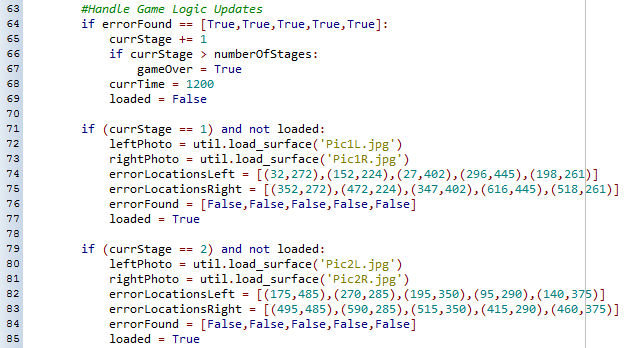 63 #Handle Game Logic Updates
64 if errorFound == [True,True,True,True,True]:
65 currStage += 1
66 if currStage > numberOfStages:
67 gameOver = True
68 currTime = 1200
69 loaded = False
70
71 if (currStage == 1) and not loaded:
72 leftPhoto = util.load_surface('Pic1L.jpg')
73 rightPhoto = util.load_surface('Pic1R.jpg')
74 errorLocationsLeft = [(32,272),(152,224),(27,402),(296,445),(198,261)]
75 errorLocationsRight = [(352,272),(472,224),(347,402),(616,445),(518,261)]
76 errorFound = [False,False,False,False,False]
77 loaded = True
78
79 if (currStage == 2) and not loaded:
80 leftPhoto = util.load_surface('Pic2L.jpg')
81 rightPhoto = util.load_surface('Pic2R.jpg')
82 errorLocationsLeft = [(175,485),(270,285),(195,350),(95,290),(140,375)]
83 errorLocationsRight = [(495,485),(590,285),(515,350),(415,290),(460,375)]
84 errorFound = [False,False,False,False,False]
85 loaded = True